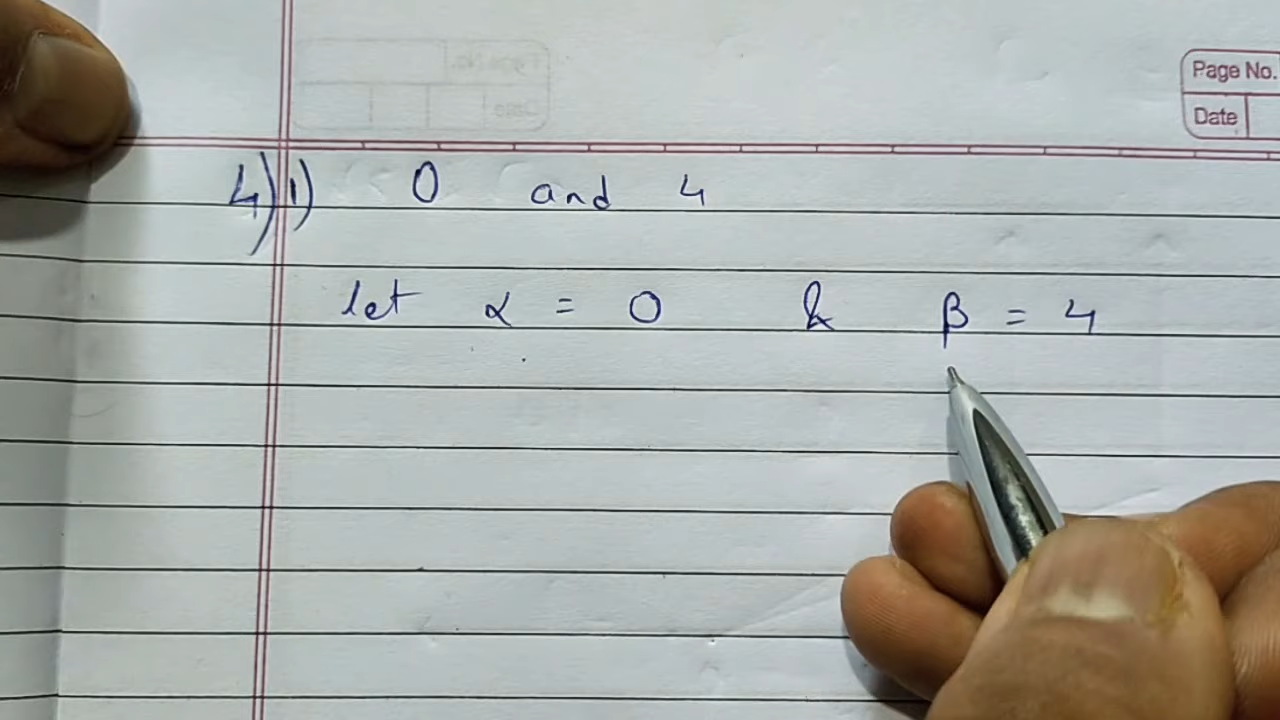 Page No.
Date
4) 1) 0 and 4
let α = 0 & β = 4